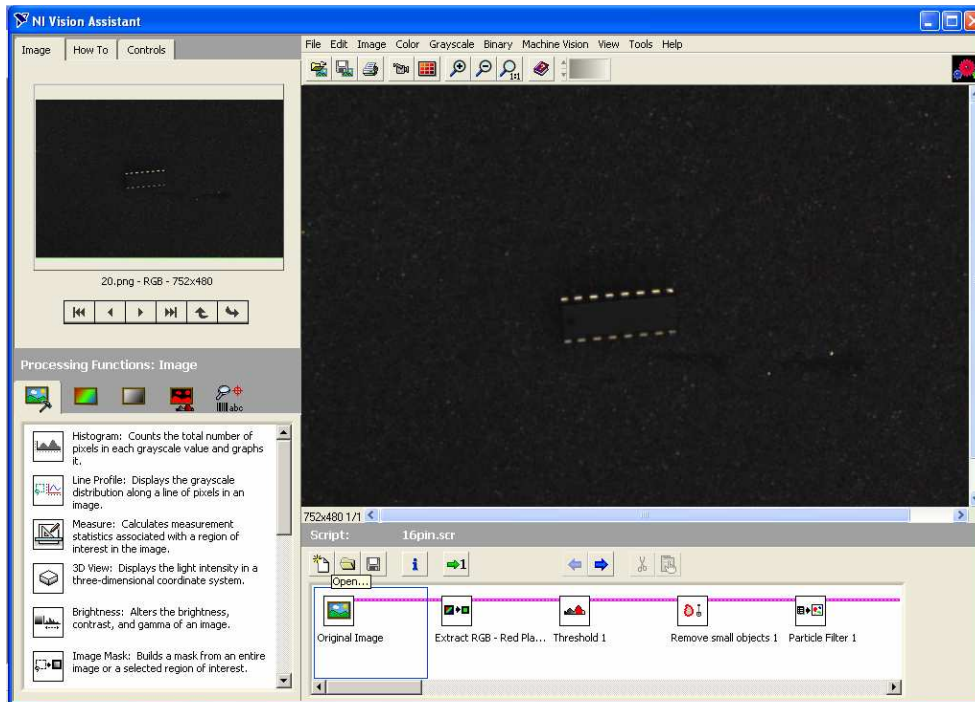 NI Vision Assistant
Image How To Controls
File Edit Image Color Grayscale Binary Machine Vision View Tools Help
1:1
20.png - RGB - 752x480
Processing Functions: Image
abc
Histogram: Counts the total number of
pixels in each grayscale value and graphs
it.
Line Profile: Displays the grayscale
distribution along a line of pixels in an
image.
Measure: Calculates measurement
statistics associated with a region of
interest in the image.
3D View: Displays the light intensity in a
three-dimensional coordinate system.
Brightness: Alters the brightness,
contrast, and gamma of an image.
Image Mask: Builds a mask from an entire
image or a selected region of interest.
752x480 1/1
Script: 16pin.scr
i 1
Open...
Original Image Extract RGB - Red Pla... Threshold 1 Remove small objects 1 Particle Filter 1